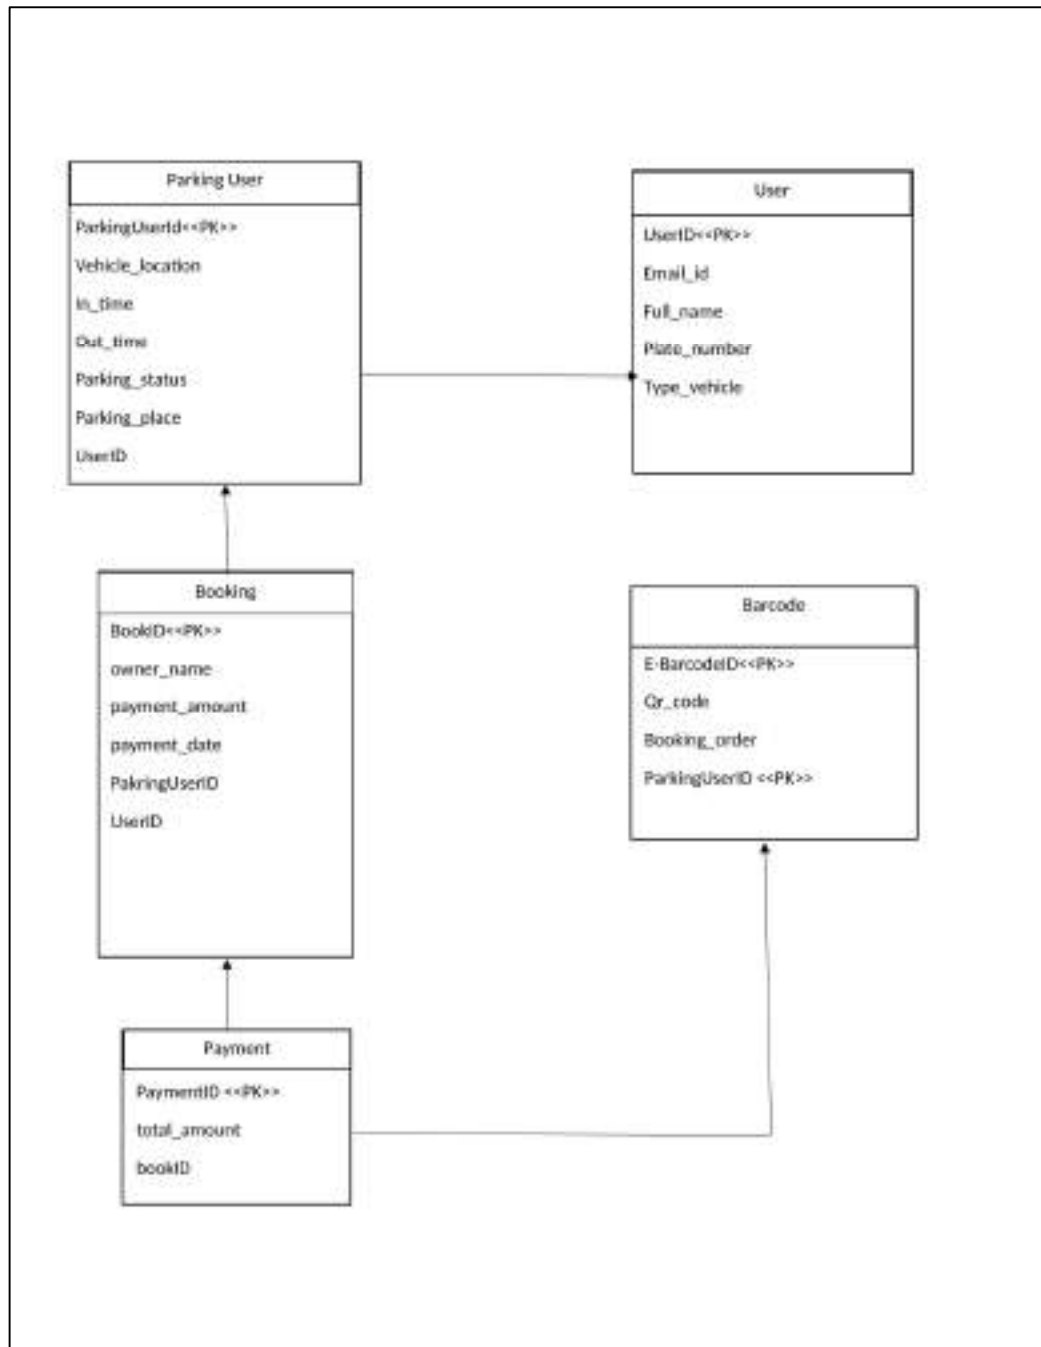 Parking User
ParkingUserId<<PK>>
Vehicle_location
In_time
Out_time
Parking_status
Parking_place
UserID
User
UserID<<PK>>
Email_id
Full_name
Plate_number
Type_vehicle
Booking
BookID<<PK>>
owner_name
payment_amount
payment_date
PakringUserID
UserID
Barcode
E-BarcodeID<<PK>>
Qr_code
Booking_order
ParkingUserID <<PK>>
Payment
PaymentID <<PK>>
total_amount
bookID